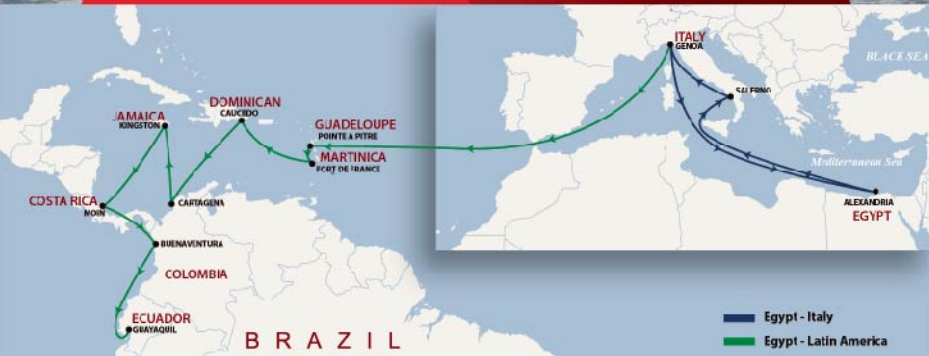 ITALY
GENOA
BLACK SEA
SALERNO
DOMINICAN
CAUCEDO
JAMAICA
KINGSTON
GUADELOUPE
POINTE A PITRE
MARTINICA
FORT DE FRANCE
Mediterranean Sea
COSTA RICA
MOIN
CARTAGENA
ALEXANDRIA
EGYPT
BUENAVENTURA
COLOMBIA
ECUADOR
GUAYAQUIL
BRAZIL
Egypt - Italy
Egypt - Latin America